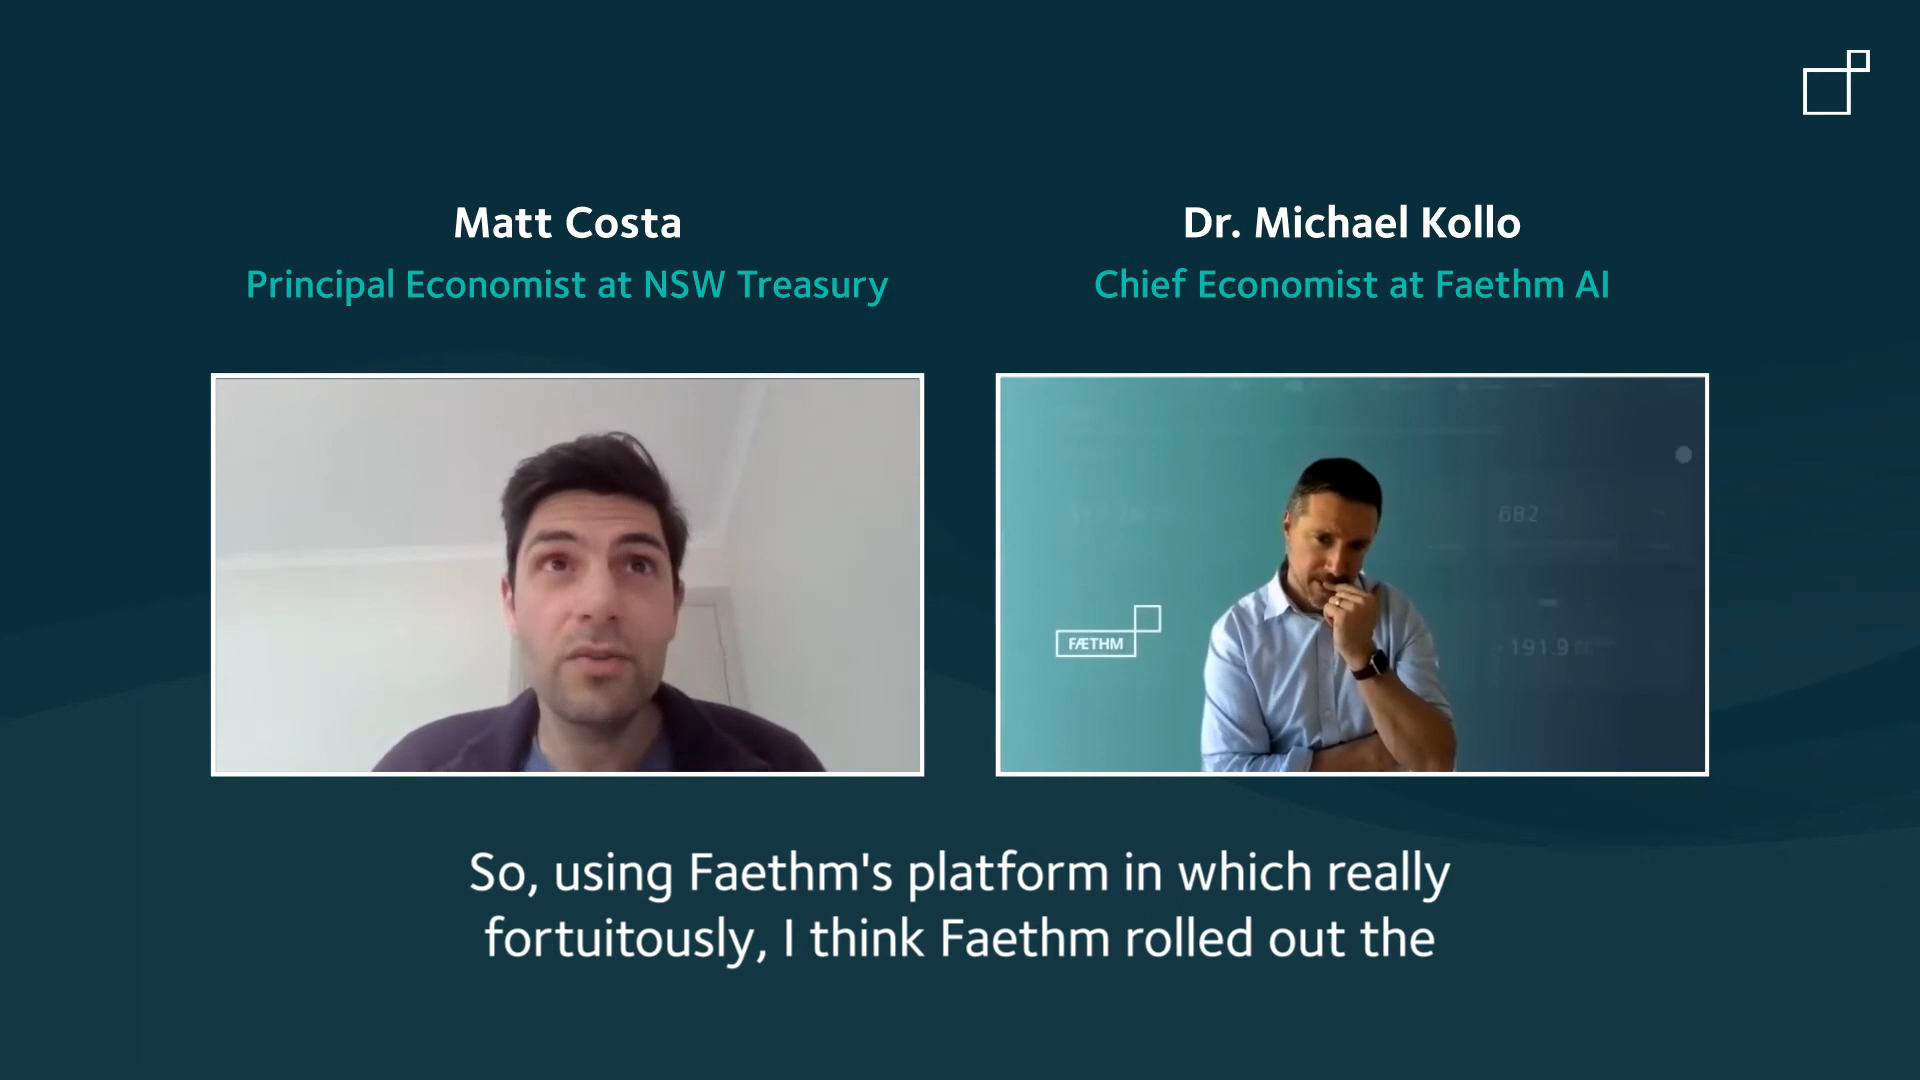 Matt Costa
Principal Economist at NSW Treasury
Dr. Michael Kollo
Chief Economist at Faethm AI
682
FÆTHM
191.9
So, using Faethm's platform in which really
fortuitously, I think Faethm rolled out the